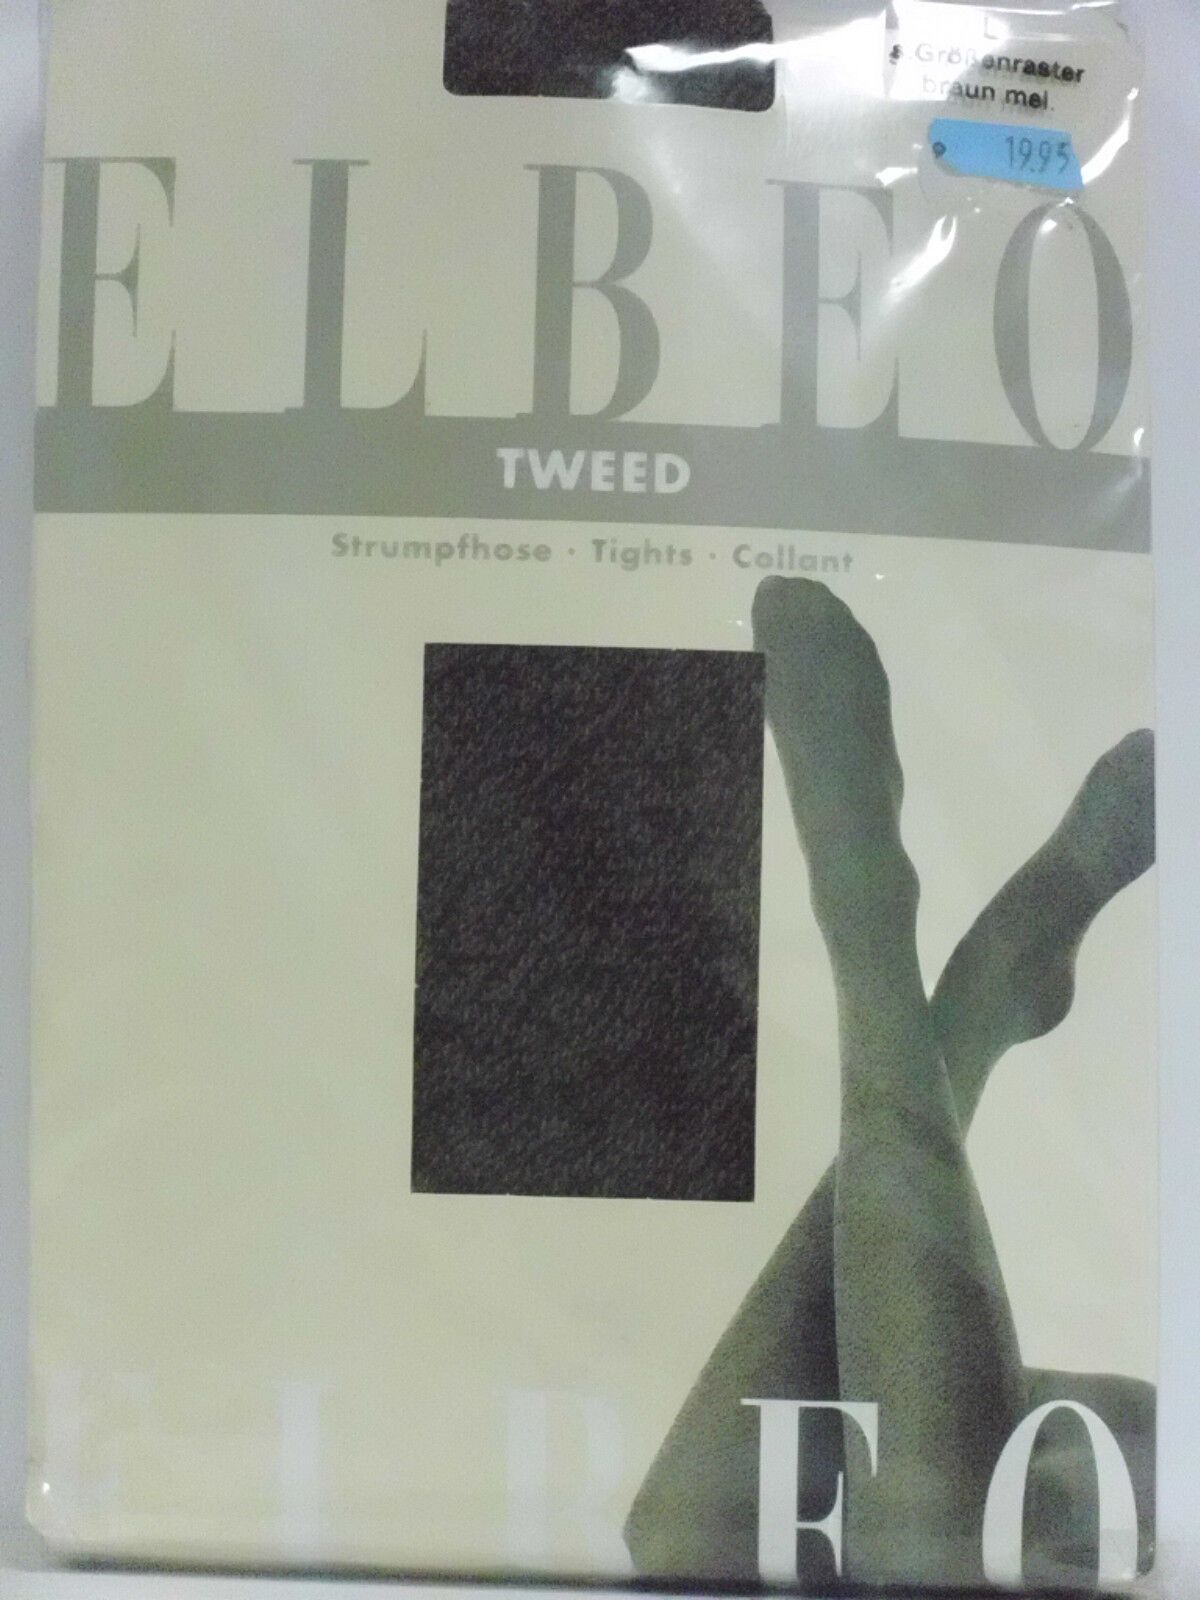 L
s.Größenraster
braun mel.
19.95
ELBEO
TWEED
Strumpfhose · Tights · Collant
ELBEO